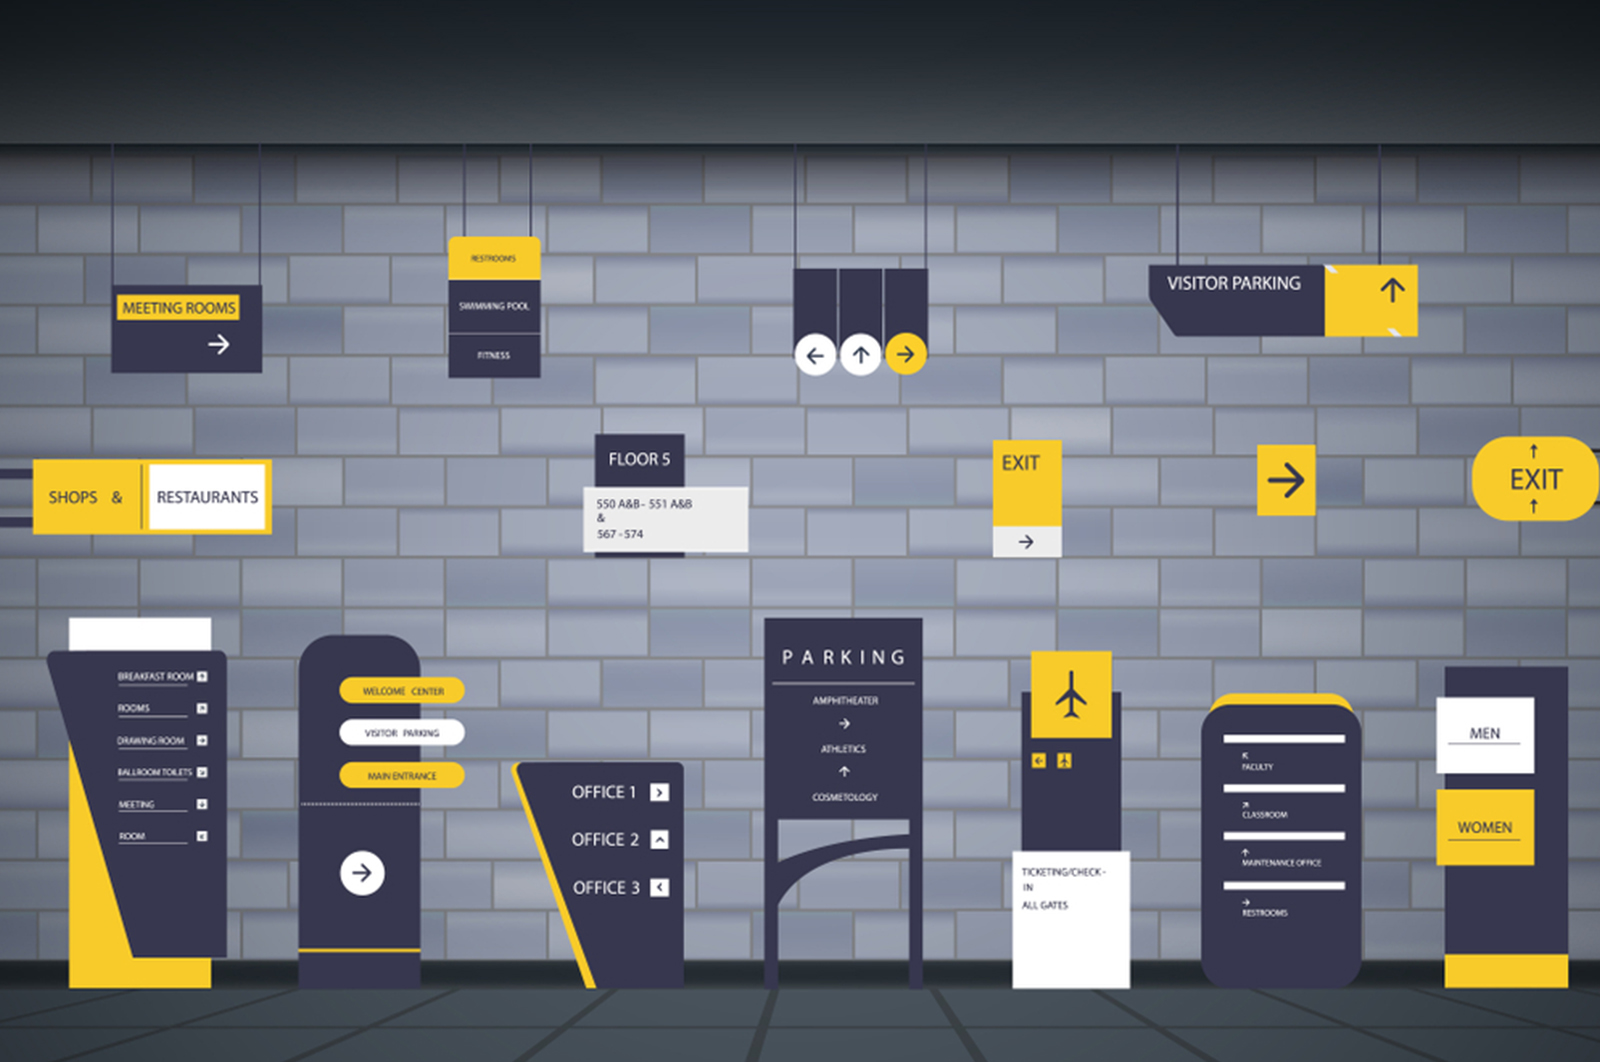 RESTROOMS
SWIMMING POOL
FITNESS
MEETING ROOMS
VISITOR PARKING
SHOPS & RESTAURANTS
FLOOR 5
550 A&B - 551 A&B
&
567 - 574
EXIT
EXIT
BREAKFAST ROOM
ROOMS
DRAWING ROOM
BALLROOM TOILETS
MEETING
ROOM
WELCOME CENTER
VISITOR PARKING
MAIN ENTRANCE
OFFICE 1
OFFICE 2
OFFICE 3
PARKING
AMPHITHEATER
ATHLETICS
COSMETOLOGY
TICKETING/CHECK-
IN
ALL GATES
FACULTY
CLASSROOM
MAINTENANCE OFFICE
RESTROOMS
MEN
WOMEN